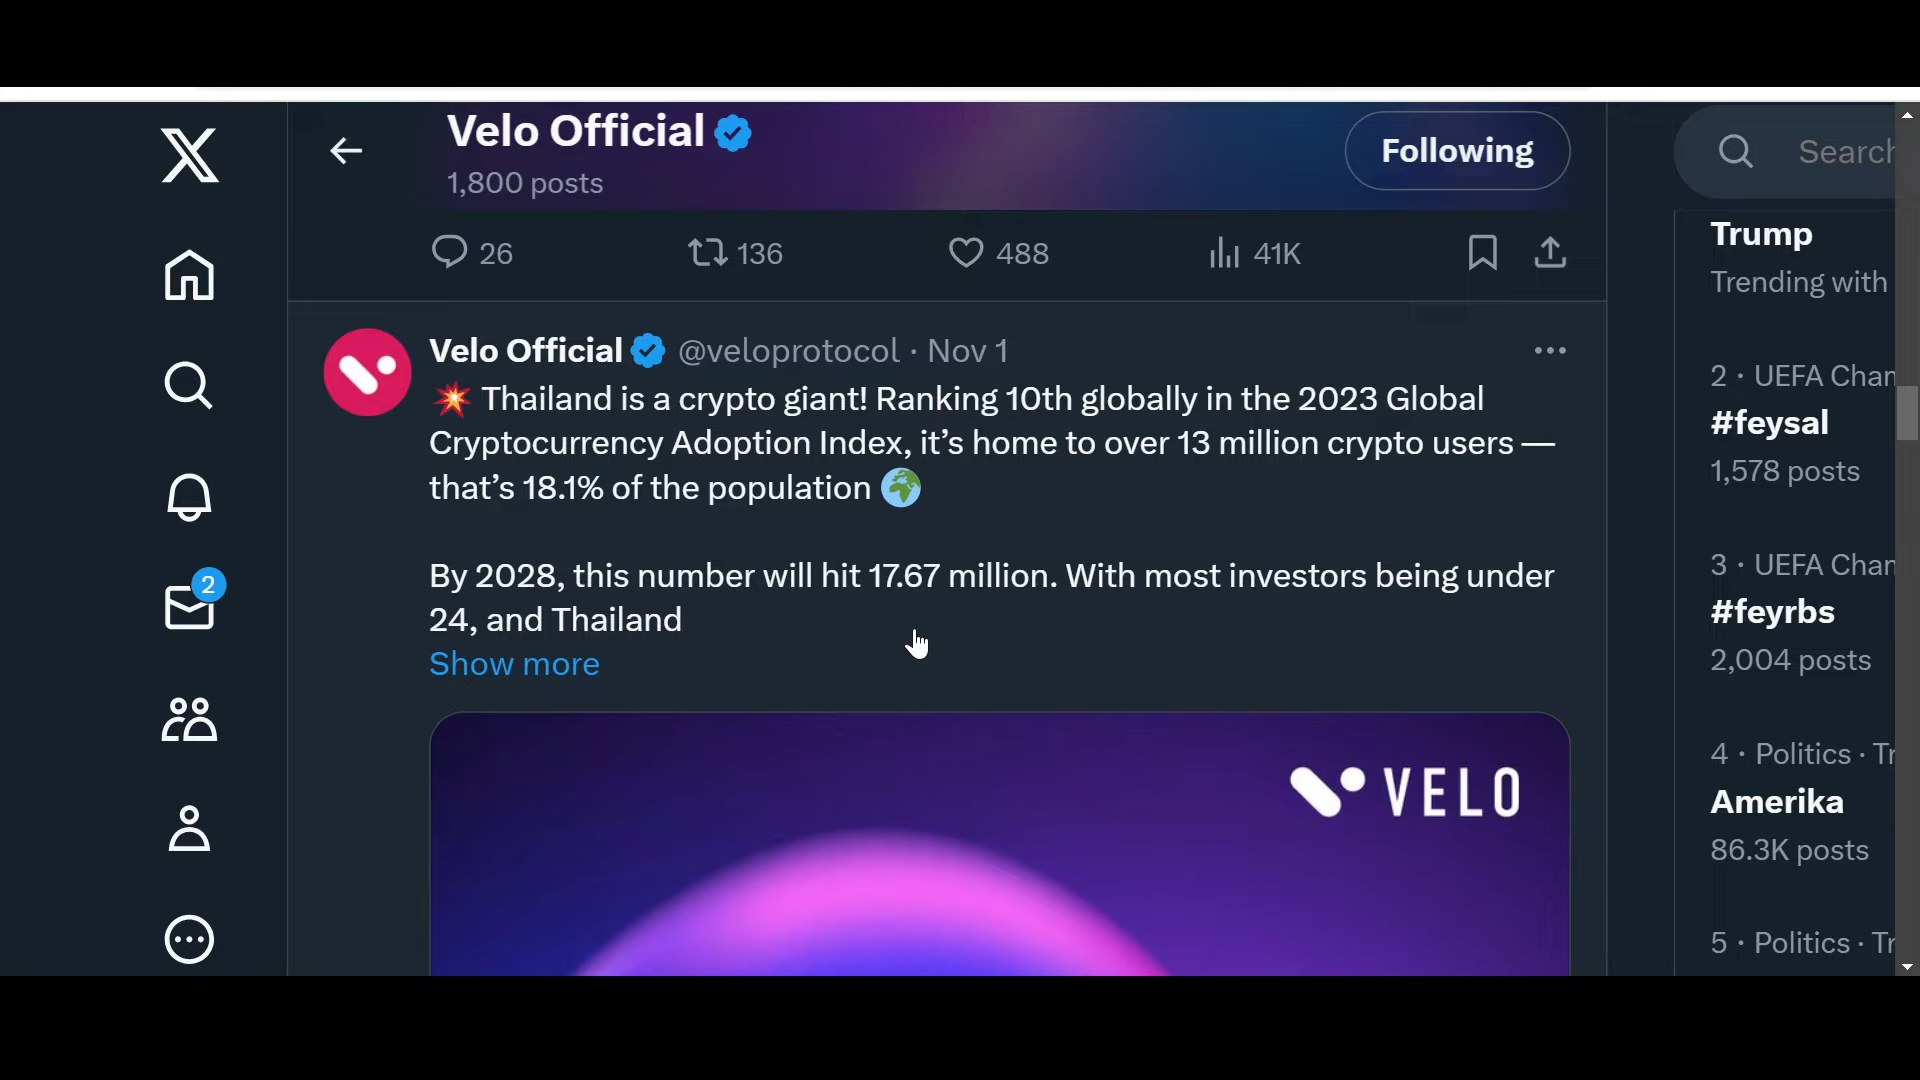 Velo Official
1,800 posts
Following
Search
26
136
488
41K
Velo Official @veloprotocol · Nov 1
💥 Thailand is a crypto giant! Ranking 10th globally in the 2023 Global
Cryptocurrency Adoption Index, it’s home to over 13 million crypto users —
that’s 18.1% of the population 🌍
By 2028, this number will hit 17.67 million. With most investors being under
24, and Thailand
Show more
VELO
2
Trump
Trending with
2 · UEFA Cham
#feysal
1,578 posts
3 · UEFA Cham
#feyrbs
2,004 posts
4 · Politics · Tr
Amerika
86.3K posts
5 · Politics · Tr